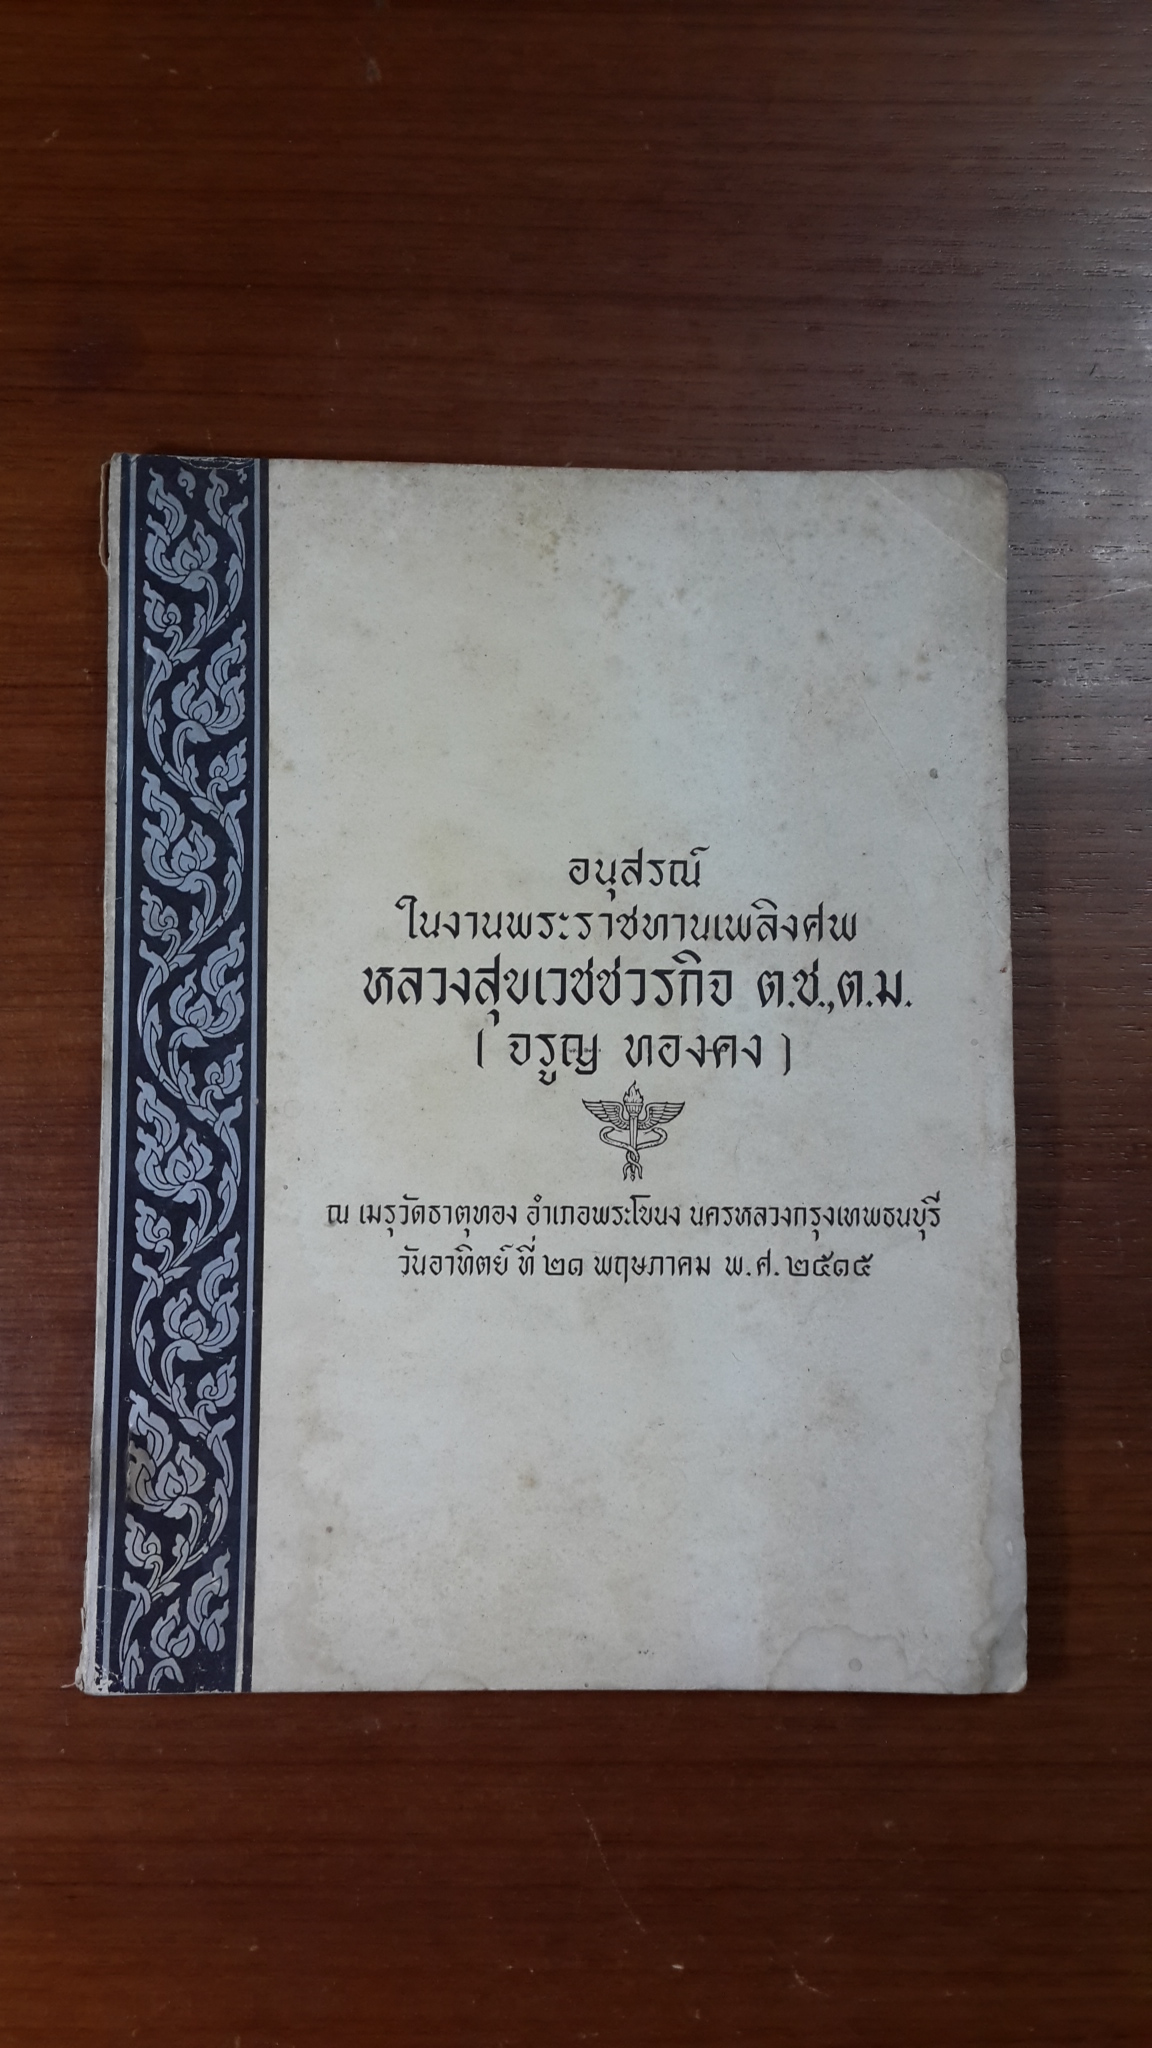 อนุสรณ์
ในงานพระราชทานเพลิงศพ
หลวงสุขเวชชวรกิจ ต.ช.,ต.ม.
( จรูญ ทองคง )
ณ เมรุวัดธาตุทอง อำเภอพระโขนง นครหลวงกรุงเทพธนบุรี
วันอาทิตย์ ที่ ๒๑ พฤษภาคม พ.ศ. ๒๕๑๕